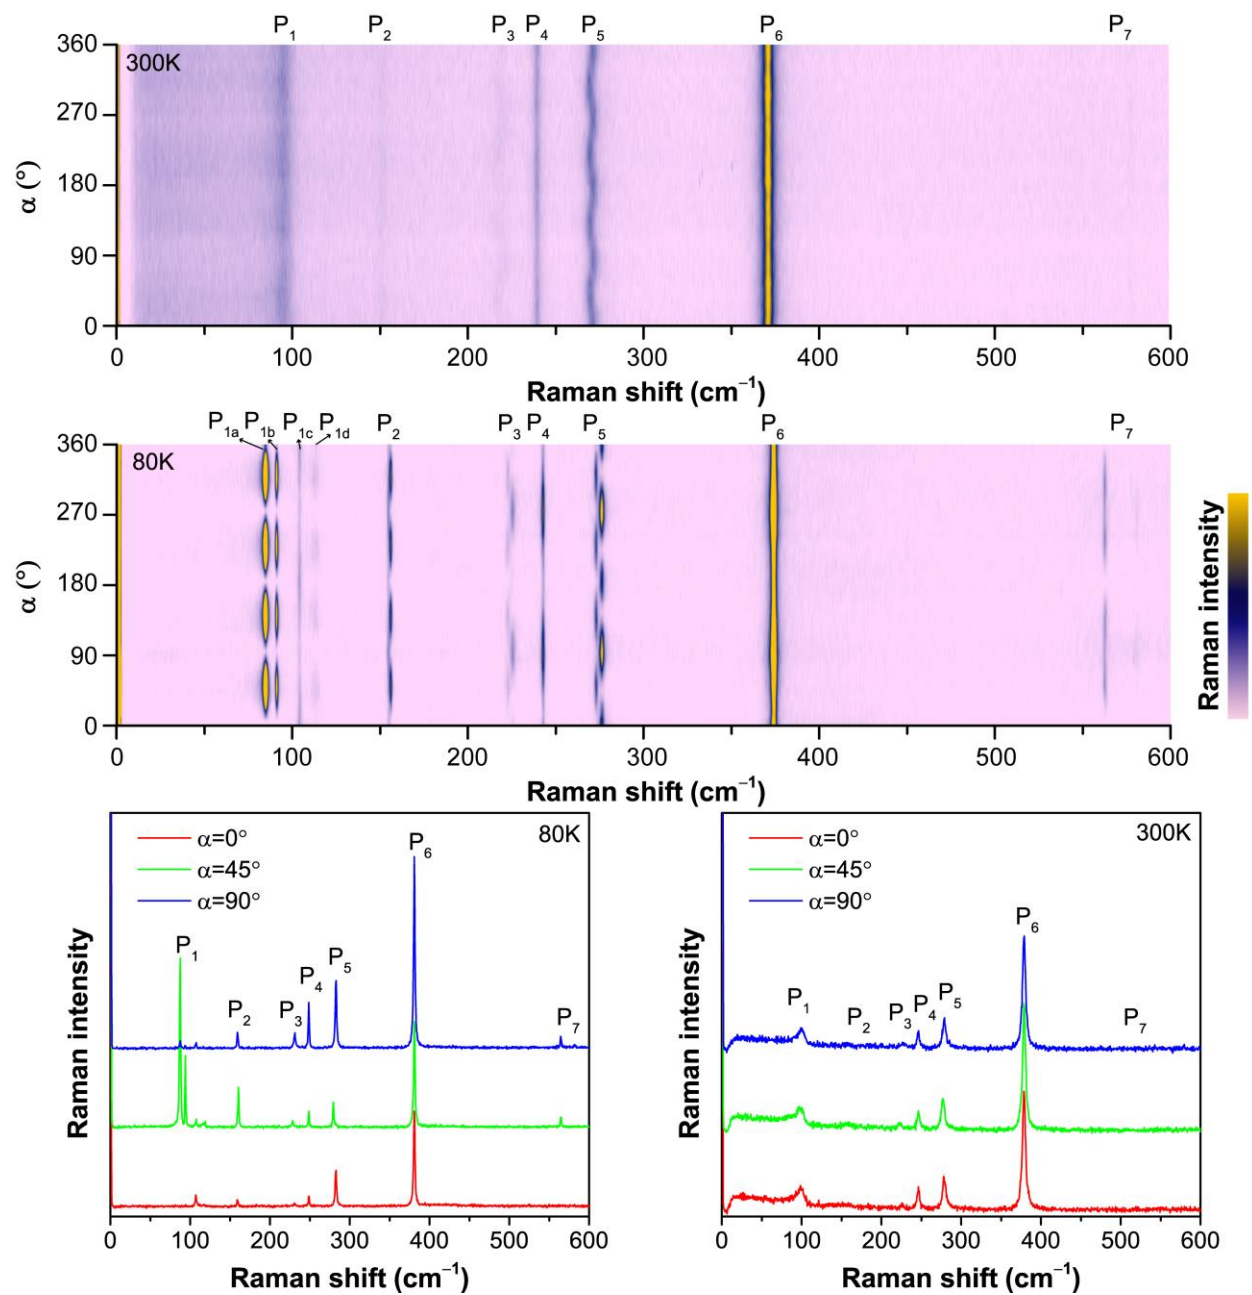 P₁ P₂ P₃ P₄ P₅ P₆ P₇
300K
360
270
180
90
0
α (°)
0 100 200 300 400 500 600
Raman shift (cm⁻¹)
P₁ₐ P₁b P₁c P₁d P₂ P₃ P₄ P₅ P₆ P₇
80K
360
270
180
90
0
α (°)
0 100 200 300 400 500 600
Raman shift (cm⁻¹)
Raman intensity
α=0°
α=45°
α=90°
80K
P₁ P₂ P₃ P₄ P₅ P₆ P₇
Raman intensity
0 100 200 300 400 500 600
Raman shift (cm⁻¹)
α=0°
α=45°
α=90°
300K
P₁ P₂ P₃ P₄ P₅ P₆ P₇
Raman intensity
0 100 200 300 400 500 600
Raman shift (cm⁻¹)